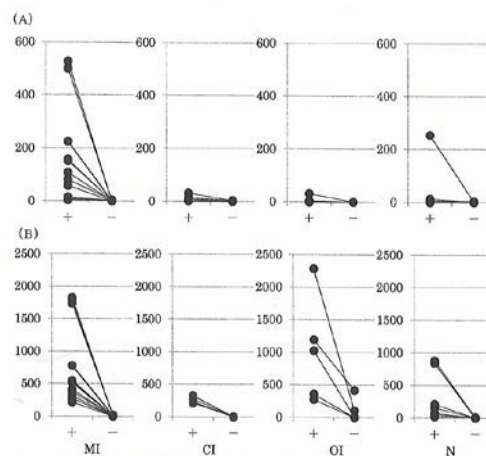 (A)
600 600 600 600
400 400 400 400
200 200 200 200
0 0 0 0
+ − + − + − + −
(B)
2500 2500 2500 2500
2000 2000 2000 2000
1500 1500 1500 1500
1000 1000 1000 1000
500 500 500 500
0 0 0 0
+ − + − + − + −
MI CI OI N